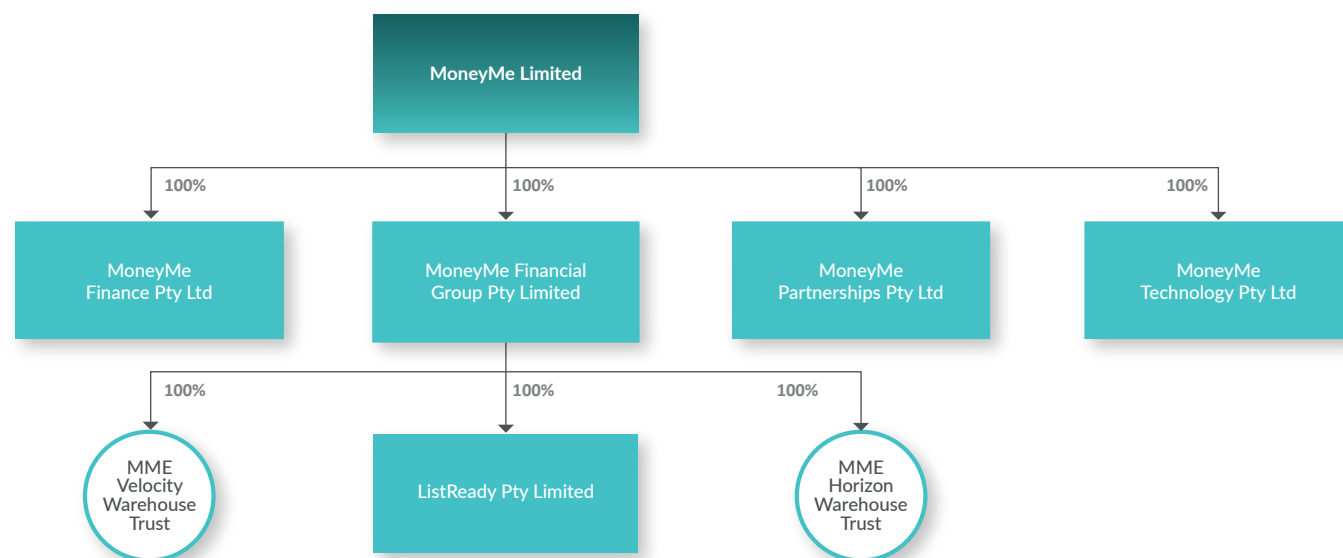 MoneyMe Limited
100%
100%
100%
100%
MoneyMe
Finance Pty Ltd
MoneyMe Financial
Group Pty Limited
MoneyMe
Partnerships Pty Ltd
MoneyMe
Technology Pty Ltd
100%
100%
100%
MME
Velocity
Warehouse
Trust
ListReady Pty Limited
MME
Horizon
Warehouse
Trust